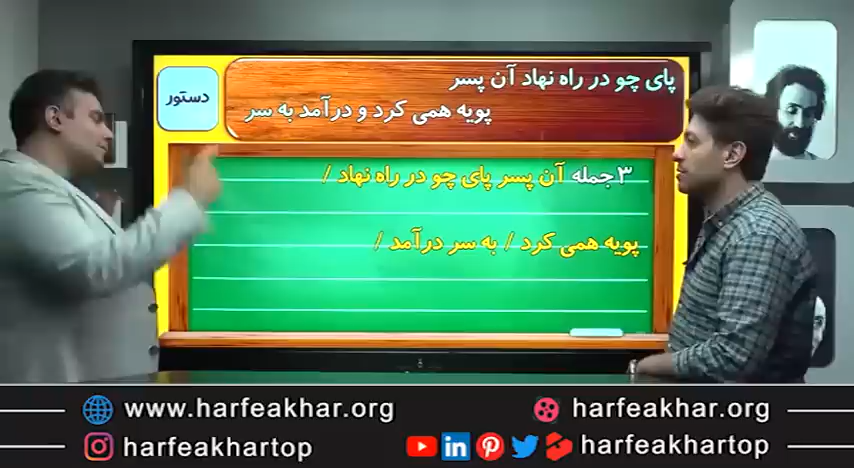 دستور
پای چو در راه نهاد آن پسر
پویه همی کرد و درآمد به سر
۳ جمله آن پسر پای چو در راه نهاد /
پویه همی کرد / به سر درآمد /
www.harfeakhar.org
harfeakhar.org
harfeakhartop
harfeakhartop